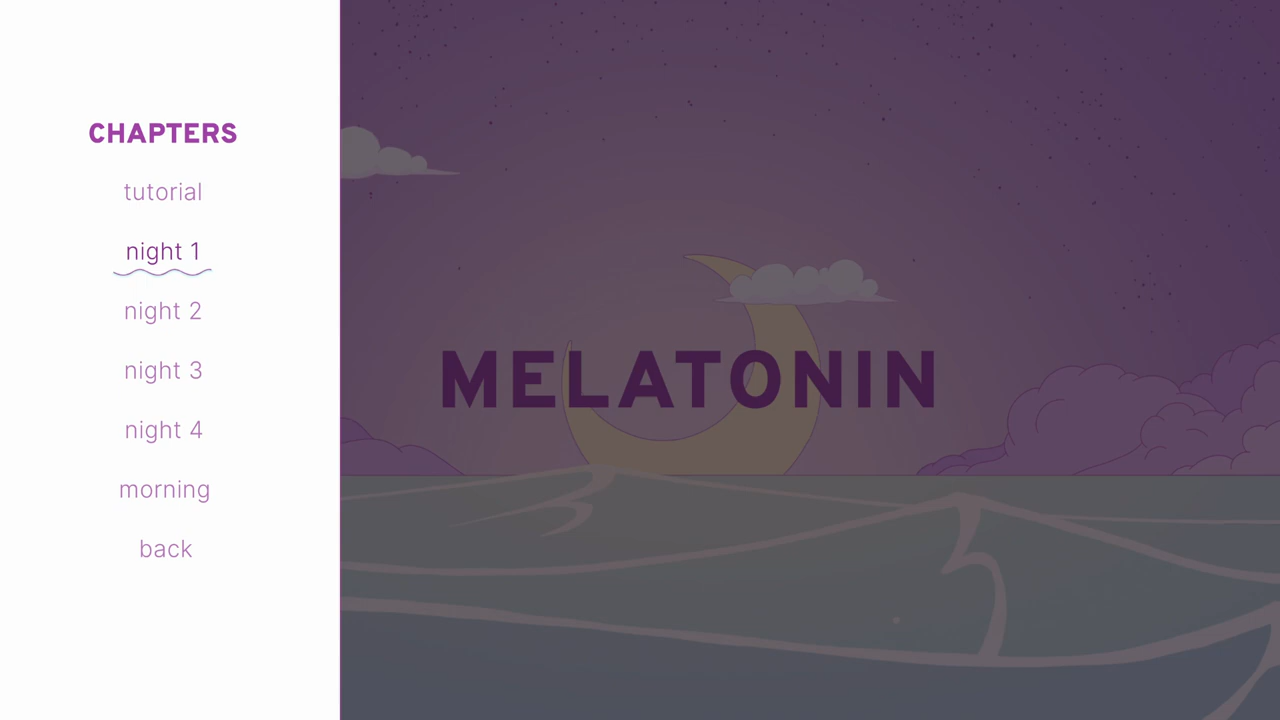 CHAPTERS
tutorial
night 1
night 2
night 3
night 4
morning
back
MELATONIN